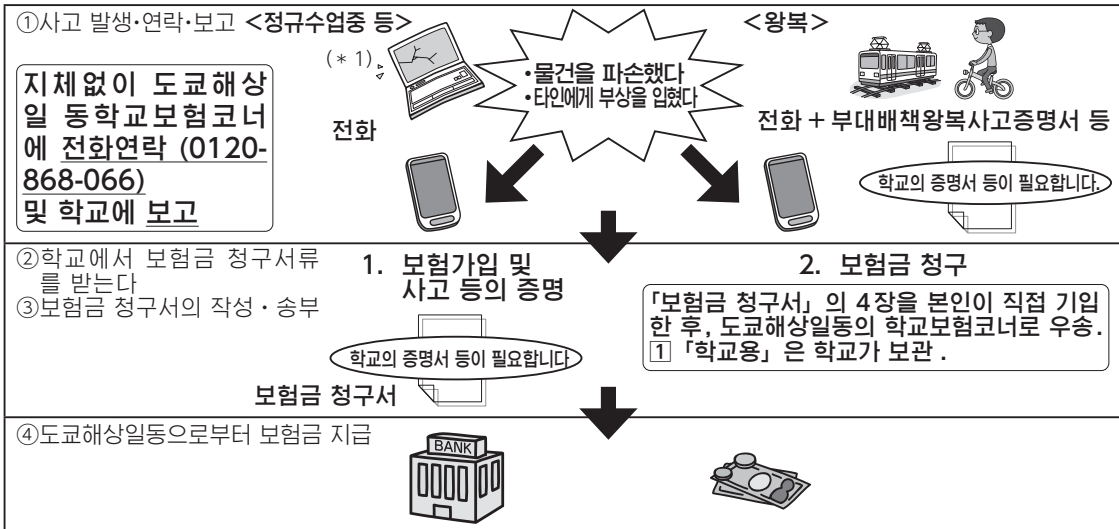 ①사고 발생·연락·보고 <정규수업중 등>
<왕복>
(* 1)
·물건을 파손했다
·타인에게 부상을 입혔다
지체없이 도쿄해상
일 동학교보험코너
에 전화연락 (0120-
868-066)
및 학교에 보고
전화
전화 + 부대배책왕복사고증명서 등
학교의 증명서 등이 필요합니다.
②학교에서 보험금 청구서류
를 받는다
③보험금 청구서의 작성 · 송부
1. 보험가입 및
사고 등의 증명
학교의 증명서 등이 필요합니다
보험금 청구서
2. 보험금 청구
「보험금 청구서」의 4장을 본인이 직접 기입
한 후, 도쿄해상일동의 학교보험코너로 우송.
1 「학교용」은 학교가 보관 .
④도쿄해상일동으로부터 보험금 지급
BANK